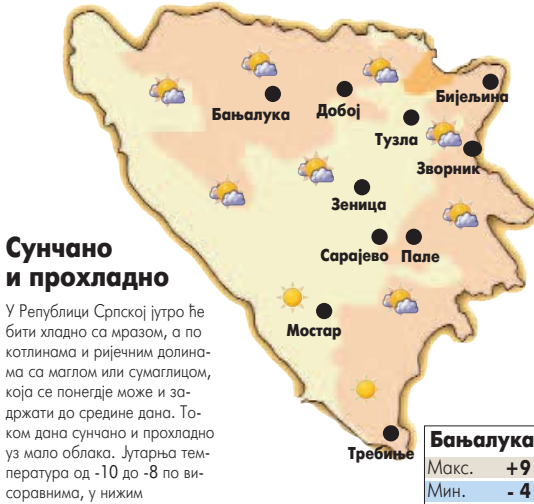 Бањалука
Добој
Бијељина
Тузла
Зворник
Зеница
Сарајево
Пале
Мостар
Требиње
Сунчано
и прохладно
У Републици Српској јутро ће
бити хладно са мразом, а по
котлинама и ријечним долина-
ма са маглом или сумаглицом,
која се понегдје може и за-
држати до средине дана. То-
ком дана сунчано и прохладно
уз мало облака. Јутарња тем-
пература од -10 до -8 по ви-
соравнима, у нижим
Бањалука
Макс. +9
Мин. - 4